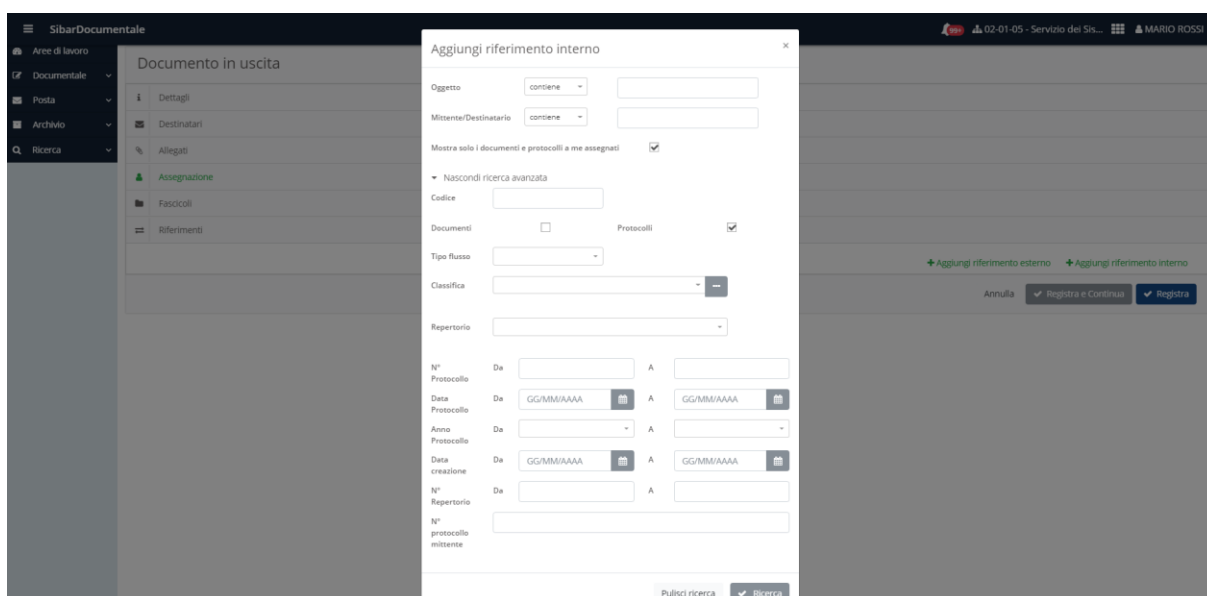 SibarDocumentale
99+ 02-01-05 - Servizio dei Sis... MARIO ROSSI
Aree di lavoro
Documentale
Posta
Archivio
Ricerca
Documento in uscita
Dettagli
Destinatari
Allegati
Assegnazione
Fascicoli
Riferimenti
+Aggiungi riferimento esterno +Aggiungi riferimento interno
Annulla Registra e Continua Registra
Aggiungi riferimento interno ×
Oggetto contiene
Mittente/Destinatario contiene
Mostra solo i documenti e protocolli a me assegnati
Nascondi ricerca avanzata
Codice
Documenti Protocolli
Tipo flusso
Classifica
Repertorio
N° Da A
Protocollo
Data Da GG/MM/AAAA A GG/MM/AAAA
Protocollo
Anno Da A
Protocollo
Data Da GG/MM/AAAA A GG/MM/AAAA
creazione
N° Da A
Repertorio
N°
protocollo
mittente
Pulisci ricerca Ricerca